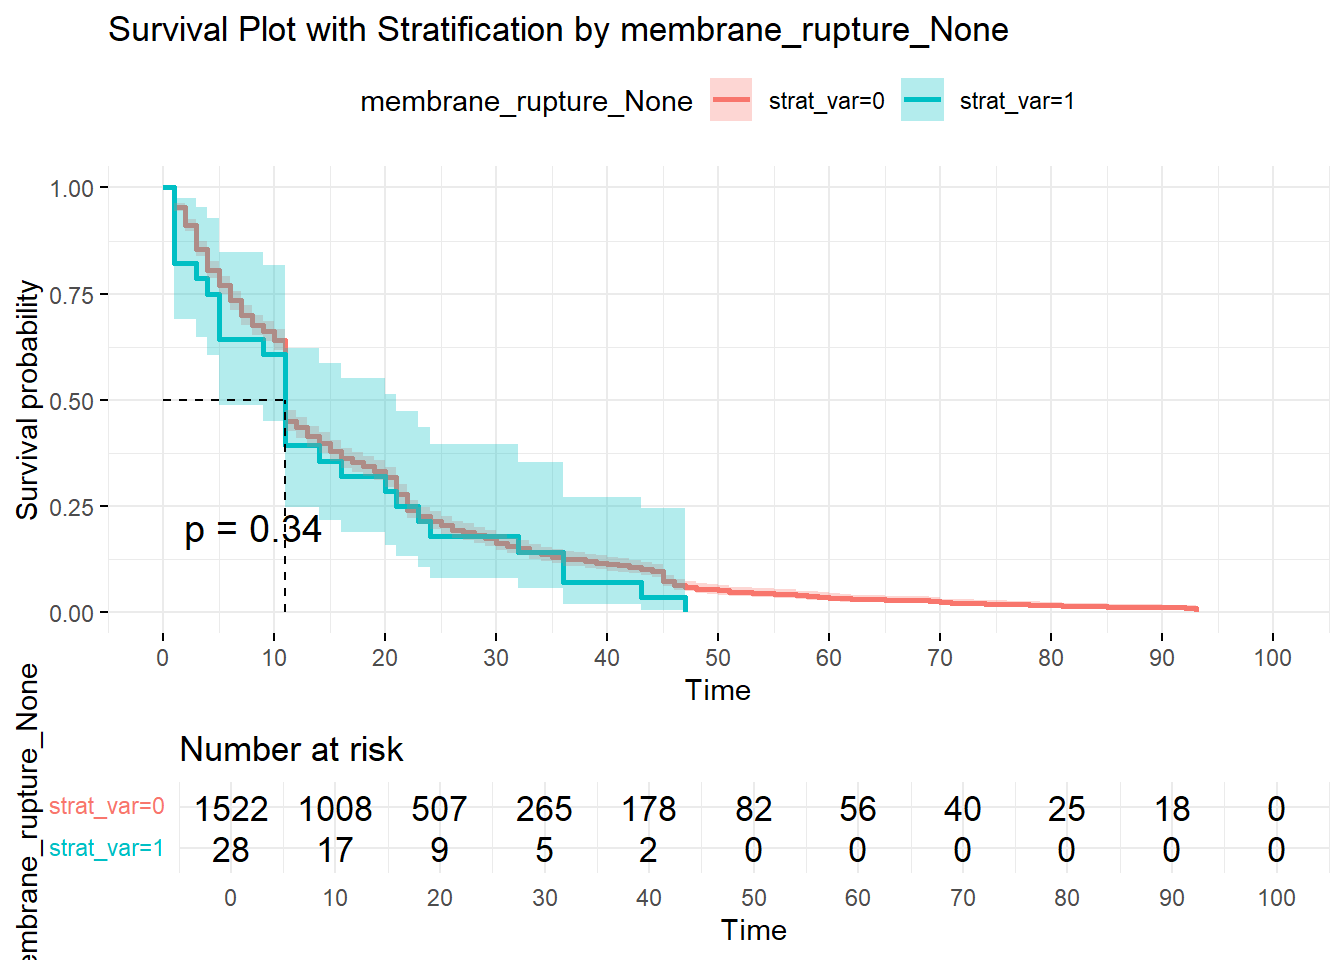 Survival Plot with Stratification by membrane_rupture_None
membrane_rupture_None strat_var=0 strat_var=1
Survival probability
1.00
0.75
0.50
0.25
0.00
p = 0.34
0 10 20 30 40 50 60 70 80 90 100
Time
Number at risk
embrane_rupture_None
strat_var=0 1522 1008 507 265 178 82 56 40 25 18 0
strat_var=1 28 17 9 5 2 0 0 0 0 0 0
0 10 20 30 40 50 60 70 80 90 100
Time